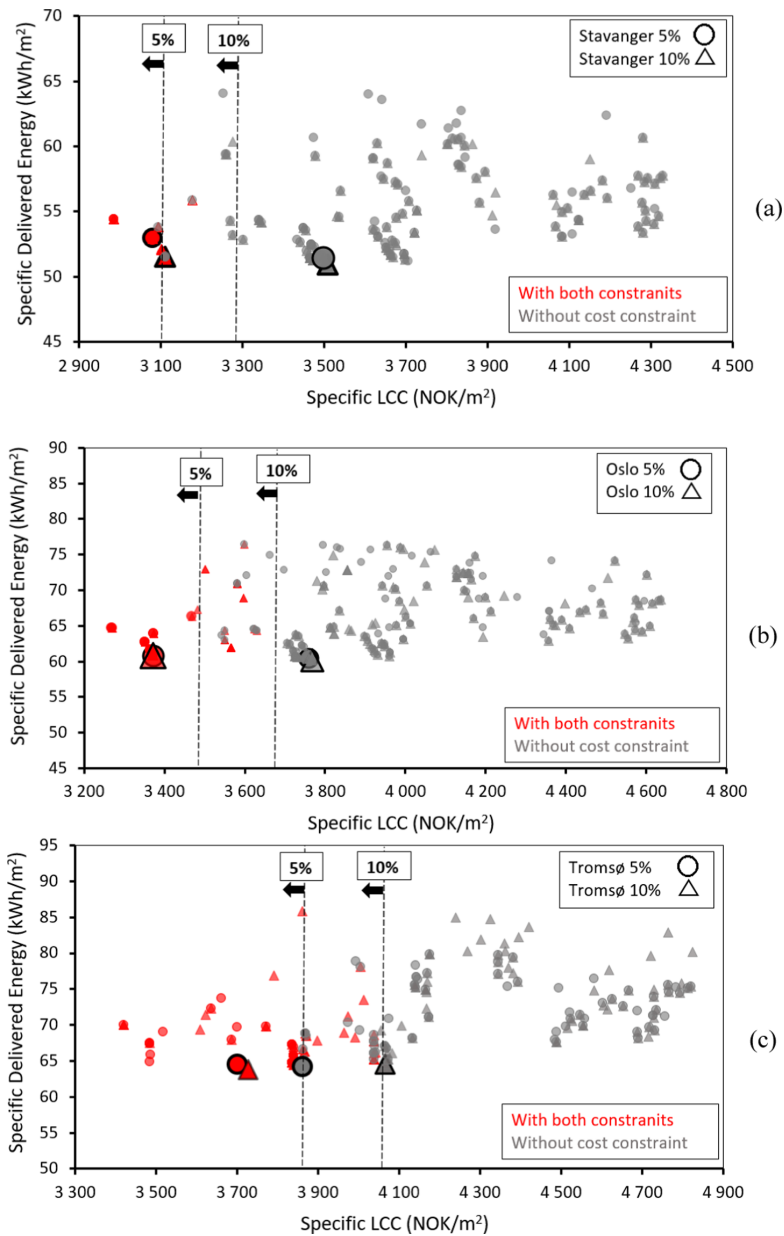 70
65
60
55
50
45
Specific Delivered Energy (kWh/m²)
5%
10%
Stavanger 5%
Stavanger 10%
With both constranits
Without cost constraint
2 900 3 100 3 300 3 500 3 700 3 900 4 100 4 300 4 500
Specific LCC (NOK/m²)
(a)
90
85
80
75
70
65
60
55
50
45
Specific Delivered Energy (kWh/m²)
5%
10%
Oslo 5%
Oslo 10%
With both constranits
Without cost constraint
3 200 3 400 3 600 3 800 4 000 4 200 4 400 4 600 4 800
Specific LCC (NOK/m²)
(b)
95
90
85
80
75
70
65
60
55
50
Specific Delivered Energy (kWh/m²)
5%
10%
Tromsø 5%
Tromsø 10%
With both constranits
Without cost constraint
3 300 3 500 3 700 3 900 4 100 4 300 4 500 4 700 4 900
Specific LCC (NOK/m²)
(c)